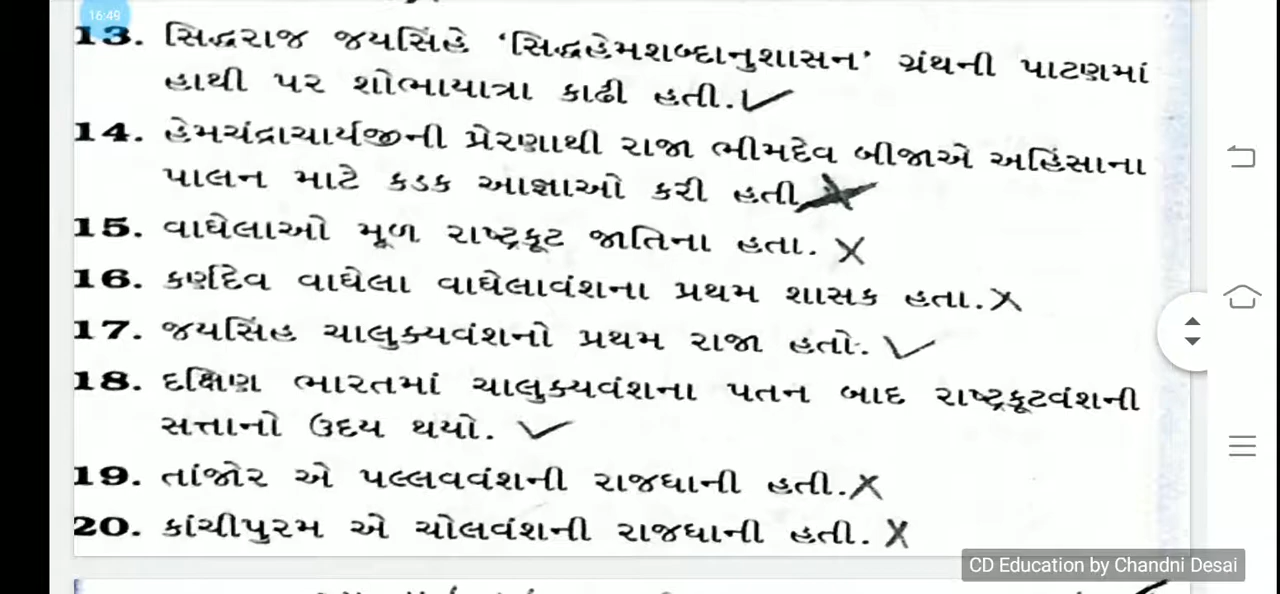 16:49
13. સિદ્ધરાજ જયસિંહે ‘સિદ્ધહેમશબ્દાનુશાસન’ ગ્રંથની પાટણમાં
હાથી પર શોભાયાત્રા કાઢી હતી.✓
14. હેમચંદ્રાચાર્યજીની પ્રેરણાથી રાજા ભીમદેવ બીજાએ અહિંસાના
પાલન માટે કડક આજ્ઞાઓ કરી હતી X
15. વાઘેલાઓ મૂળ રાષ્ટ્રકૂટ જાતિના હતા. X
16. કર્ણદેવ વાઘેલા વાઘેલાવંશના પ્રથમ શાસક હતા. X
17. જયસિંહ ચાલુક્યવંશનો પ્રથમ રાજા હતો. ✓
18. દક્ષિણ ભારતમાં ચાલુક્યવંશના પતન બાદ રાષ્ટ્રકૂટવંશની
સત્તાનો ઉદય થયો. ✓
19. તાંજોર એ પલ્લવવંશની રાજધાની હતી. X
20. કાંચીપુરમ એ ચોલવંશની રાજધાની હતી. X
CD Education by Chandni Desai